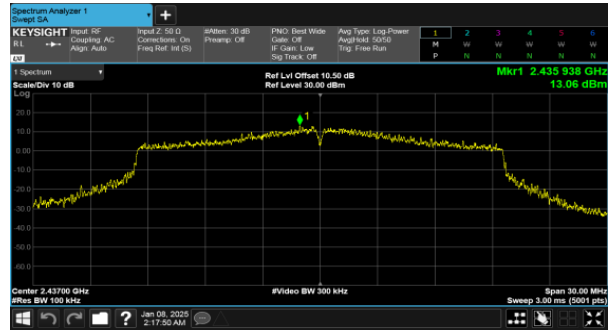 Spectrum Analyzer 1
Swept SA
KEYSIGHT Input: RF Input Z: 50 Ω #Atten: 30 dB PNO: Best Wide Avg Type: Log-Power 1 2 3 4 5 6
RL Coupling: AC Corrections: On Preamp: Off Gate: Off Avg|Hold: 50/50 M W W W W W
Align: Auto Freq Ref: Int (S) IF Gain: Low Trig: Free Run
Sig Track: Off P N N N N N
LXI
1 Spectrum Ref Lvl Offset 10.50 dB Mkr1 2.435 938 GHz
Scale/Div 10 dB Ref Level 30.00 dBm 13.06 dBm
Log
20.0
1
10.0
0.00
-10.0
-20.0
-30.0
-40.0
-50.0
-60.0
Center 2.43700 GHz #Video BW 300 kHz Span 30.00 MHz
#Res BW 100 kHz Sweep 3.00 ms (5001 pts)
Jan 08, 2025
2:17:50 AM